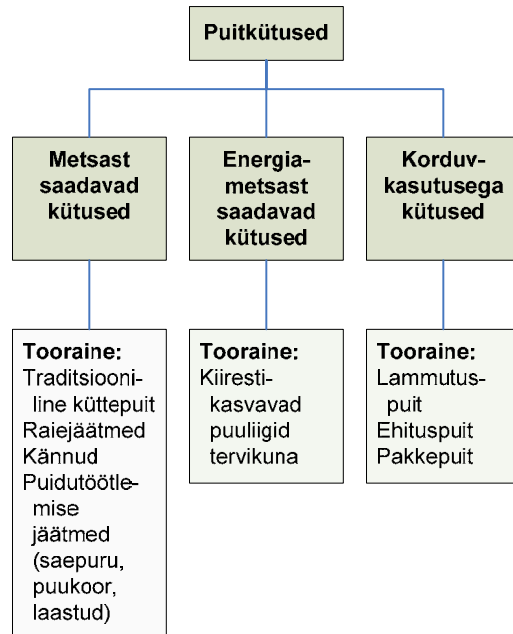 Puitkütused
Metsast
saadavad
kütused
Energia-
metsast
saadavad
kütused
Korduv-
kasutusega
kütused
Tooraine:
Traditsiooni-
line küttepuit
Raiejäätmed
Kännud
Puidutöötle-
mise
jäätmed
(saepuru,
puukoor,
laastud)
Tooraine:
Kiiresti-
kasvavad
puuliigid
tervikuna
Tooraine:
Lammutus-
puit
Ehituspuit
Pakkepuit